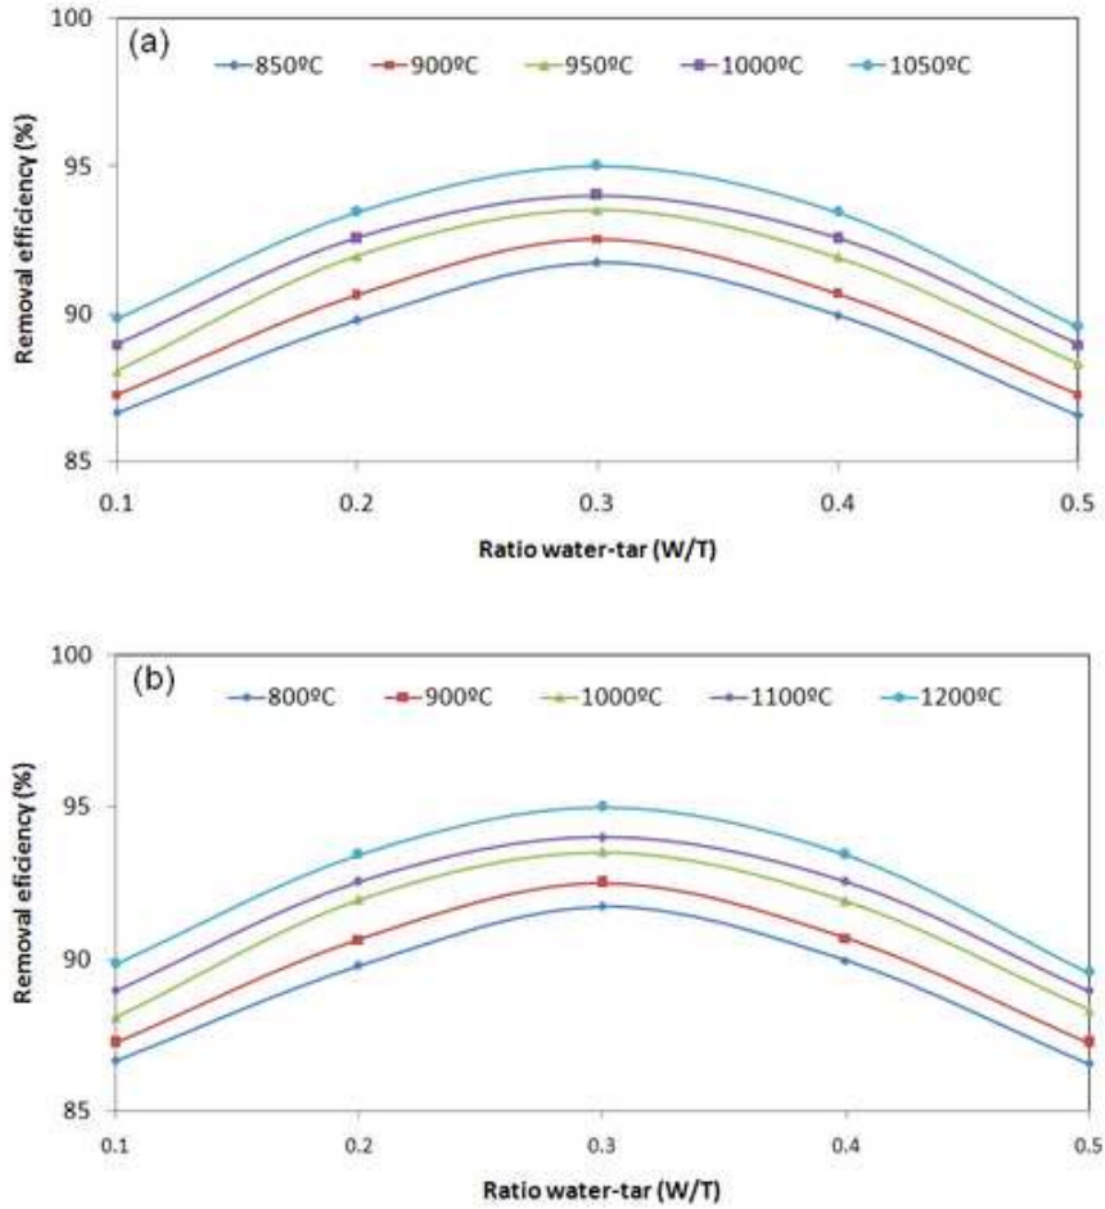 (a)
850ºC 900ºC 950ºC 1000ºC 1050ºC
100
95
90
85
Removal efficiency (%)
0.1 0.2 0.3 0.4 0.5
Ratio water-tar (W/T)
(b)
800ºC 900ºC 1000ºC 1100ºC 1200ºC
100
95
90
85
Removal eficiency (%)
0.1 0.2 0.3 0.4 0.5
Ratio water-tar (W/T)